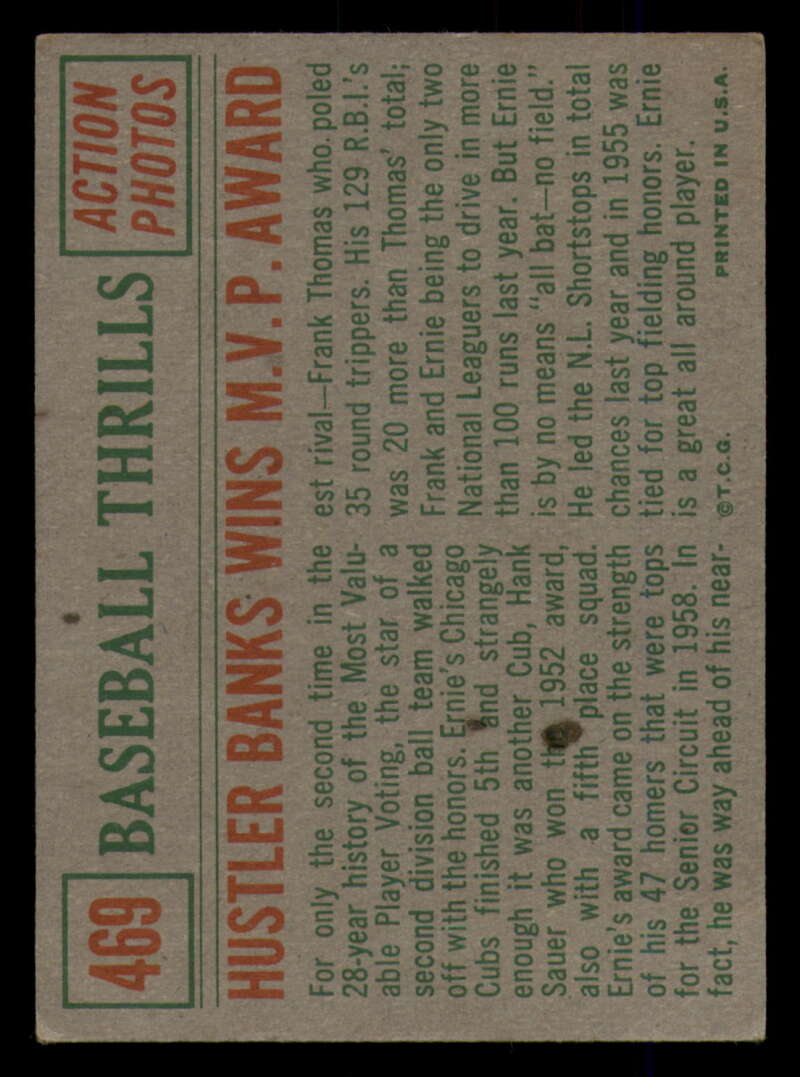 469
BASEBALL THRILLS
ACTION
PHOTOS
HUSTLER BANKS WINS M.V.P. AWARD
For only the second time in the
28-year history of the Most Valu-
able Player Voting, the star of a
second division ball team walked
off with the honors. Ernie's Chicago
Cubs finished 5th and strangely
enough it was another Cub, Hank
Sauer who won the 1952 award,
also with a fifth place squad.
Ernie's award came on the strength
of his 47 homers that were tops
for the Senior Circuit in 1958. In
fact, he was way ahead of his near-
est rival—Frank Thomas who poled
35 round trippers. His 129 R.B.I.'s
was 20 more than Thomas' total;
Frank and Ernie being the only two
National Leaguers to drive in more
than 100 runs last year. But Ernie
is by no means "all bat—no field."
He led the N.L. Shortstops in total
chances last year and in 1955 was
tied for top fielding honors. Ernie
is a great all around player.
©T.C.G. PRINTED IN U.S.A.